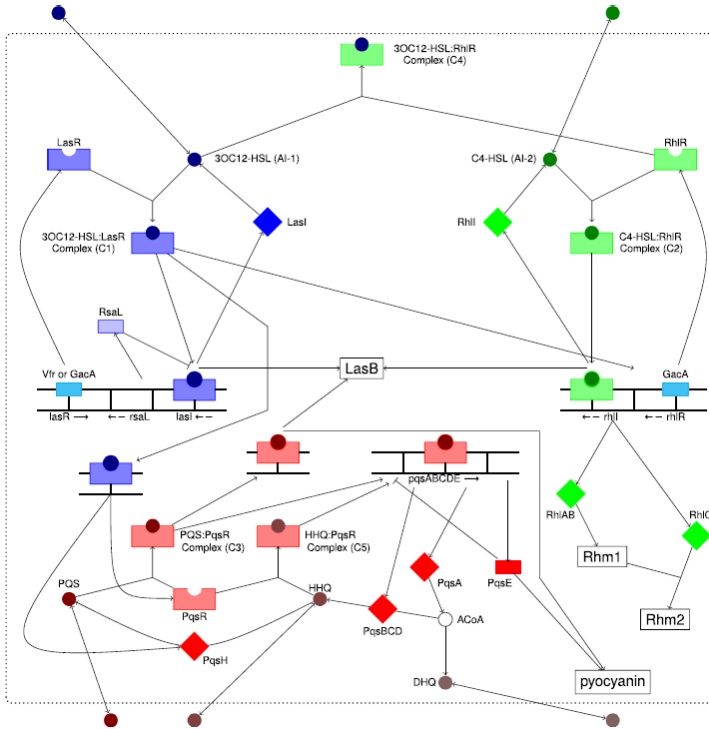 3OC12-HSL:RhlR
Complex (C4)
LasR
3OC12-HSL (AI-1)
C4-HSL (AI-2)
RhlR
LasI
RhlI
3OC12-HSL:LasR
Complex (C1)
C4-HSL:RhlR
Complex (C2)
RsaL
Vfr or GacA
LasB
GacA
lasR → ←− rsaL lasI ←−
←− rhlI ←− rhlR
pqsABCDE →
RhlAB
RhlC
PQS:PqsR
Complex (C3)
HHQ:PqsR
Complex (C5)
Rhm1
PQS
HHQ
PqsA
PqsE
PqsR
ACoA
Rhm2
PqsBCD
PqsH
DHQ
pyocyanin